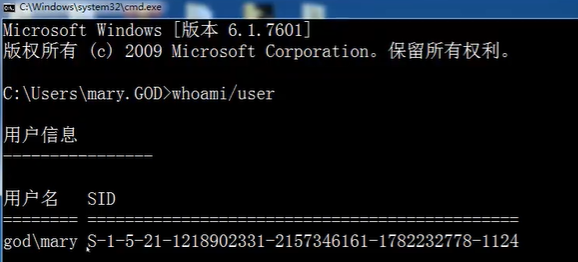 C:\Windows\system32\cmd.exe
Microsoft Windows [版本 6.1.7601]
版权所有 (c) 2009 Microsoft Corporation。保留所有权利。
C:\Users\mary.GOD>whoami/user
用户信息
----------------
用户名 SID
======== ==============================================
god\mary S-1-5-21-1218902331-2157346161-1782232778-1124